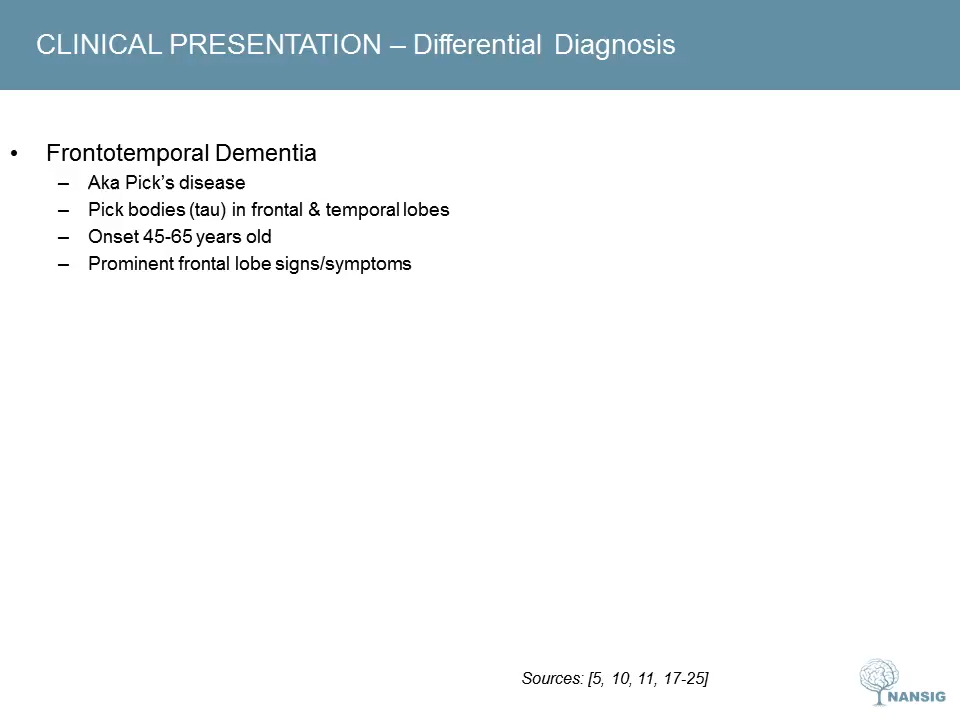 CLINICAL PRESENTATION – Differential Diagnosis
• Frontotemporal Dementia
– Aka Pick's disease
– Pick bodies (tau) in frontal & temporal lobes
– Onset 45-65 years old
– Prominent frontal lobe signs/symptoms
Sources: [5, 10, 11, 17-25]
NANSIG